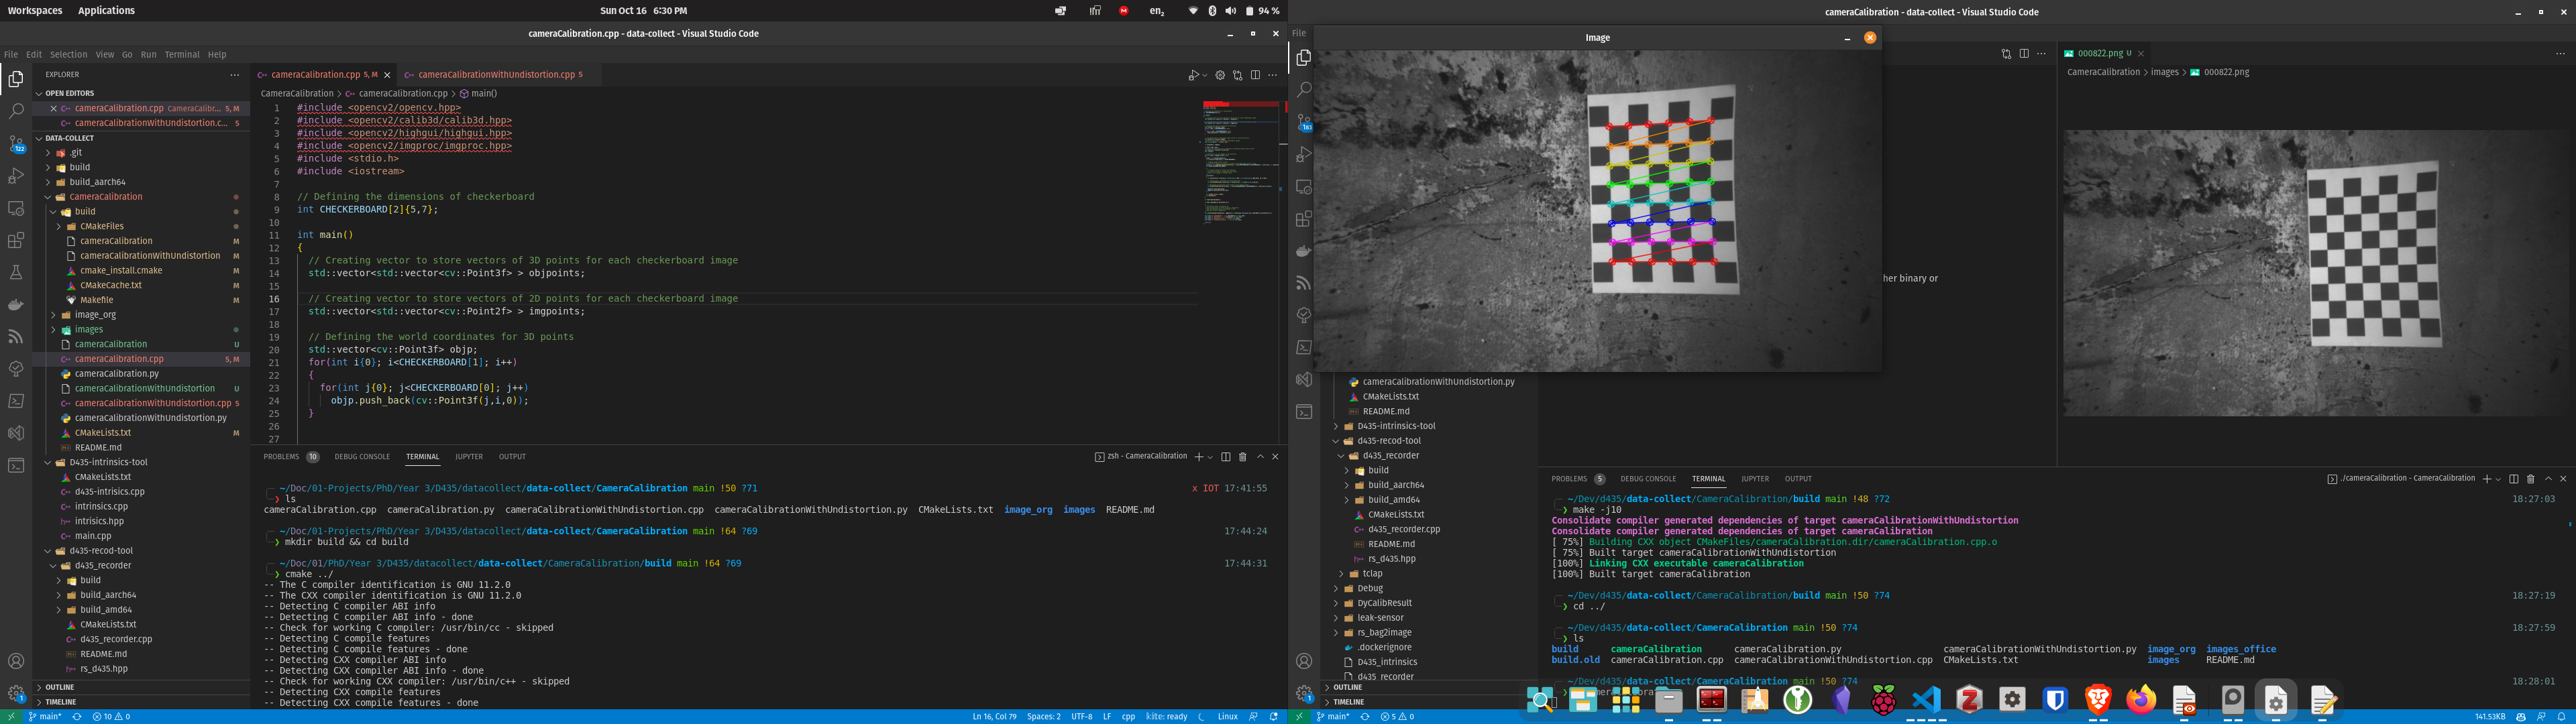 Workspaces Applications
Sun Oct 16 6:30 PM
en₂
94 %
cameraCalibration.cpp - data-collect - Visual Studio Code
File Edit Selection View Go Run Terminal Help
EXPLORER
OPEN EDITORS
cameraCalibration.cpp CameraCalibr... 5, M
cameraCalibrationWithUndistortion.c... 5
DATA-COLLECT
.git
build
build_aarch64
CameraCalibration
build
CMakeFiles
cameraCalibration M
cameraCalibrationWithUndistortion M
cmake_install.cmake M
CMakeCache.txt M
Makefile M
image_org
images
cameraCalibration U
cameraCalibration.cpp 5, M
cameraCalibration.py
cameraCalibrationWithUndistortion U
cameraCalibrationWithUndistortion.cpp 5
cameraCalibrationWithUndistortion.py
CMakeLists.txt M
README.md
D435-intrinsics-tool
CMakeLists.txt
d435-intrisics.cpp
intrinsics.cpp
intrisics.hpp
main.cpp
d435-recod-tool
d435_recorder
build
build_aarch64
build_amd64
CMakeLists.txt
d435_recorder.cpp
README.md
rs_d435.hpp
OUTLINE
TIMELINE
122
1
cameraCalibration.cpp 5, M
cameraCalibrationWithUndistortion.cpp 5
CameraCalibration > cameraCalibration.cpp > main()
1 #include <opencv2/opencv.hpp>
2 #include <opencv2/calib3d/calib3d.hpp>
3 #include <opencv2/highgui/highgui.hpp>
4 #include <opencv2/imgproc/imgproc.hpp>
5 #include <stdio.h>
6 #include <iostream>
7
8 // Defining the dimensions of checkerboard
9 int CHECKERBOARD[2]{5,7};
10
11 int main()
12 {
13 // Creating vector to store vectors of 3D points for each checkerboard image
14 std::vector<std::vector<cv::Point3f> > objpoints;
15
16 // Creating vector to store vectors of 2D points for each checkerboard image
17 std::vector<std::vector<cv::Point2f> > imgpoints;
18
19 // Defining the world coordinates for 3D points
20 std::vector<cv::Point3f> objp;
21 for(int i{0}; i<CHECKERBOARD[1]; i++)
22 {
23 for(int j{0}; j<CHECKERBOARD[0]; j++)
24 objp.push_back(cv::Point3f(j,i,0));
25 }
26
27
PROBLEMS 10 DEBUG CONSOLE TERMINAL JUPYTER OUTPUT
zsh - CameraCalibration
~/Doc/01-Projects/PhD/Year 3/D435/datacollect/data-collect/CameraCalibration main !50 ?71 x IOT 17:41:55
❯ ls
cameraCalibration.cpp cameraCalibration.py cameraCalibrationWithUndistortion.cpp cameraCalibrationWithUndistortion.py CMakeLists.txt image_org images README.md
~/Doc/01-Projects/PhD/Year 3/D435/datacollect/data-collect/CameraCalibration main !64 ?69 17:44:24
❯ mkdir build && cd build
~/Doc/01/PhD/Year 3/D435/datacollect/data-collect/CameraCalibration/build main !64 ?69 17:44:31
❯ cmake ../
-- The C compiler identification is GNU 11.2.0
-- The CXX compiler identification is GNU 11.2.0
-- Detecting C compiler ABI info
-- Detecting C compiler ABI info - done
-- Check for working C compiler: /usr/bin/cc - skipped
-- Detecting C compile features
-- Detecting C compile features - done
-- Detecting CXX compiler ABI info
-- Detecting CXX compiler ABI info - done
-- Check for working CXX compiler: /usr/bin/c++ - skipped
-- Detecting CXX compile features
-- Detecting CXX compile features - done
main* 10 0
Ln 16, Col 79 Spaces: 2 UTF-8 LF cpp kite: ready Linux
cameraCalibration - data-collect - Visual Studio Code
File
Image
000822.png U
CameraCalibration > images > 000822.png
183
her binary or
cameraCalibrationWithUndistortion.py
CMakeLists.txt
README.md
D435-intrinsics-tool
d435-recod-tool
d435_recorder
build
build_aarch64
build_amd64
CMakeLists.txt
d435_recorder.cpp
README.md
rs_d435.hpp
tclap
Debug
DyCalibResult
leak-sensor
rs_bag2image
.dockerignore
D435_intrinsics
d435_recorder
OUTLINE
TIMELINE
1
PROBLEMS 5 DEBUG CONSOLE TERMINAL JUPYTER OUTPUT
./cameraCalibration - CameraCalibration
~/Dev/d435/data-collect/CameraCalibration/build main !48 ?72 18:27:03
❯ make -j10
Consolidate compiler generated dependencies of target cameraCalibrationWithUndistortion
Consolidate compiler generated dependencies of target cameraCalibration
[ 75%] Building CXX object CMakeFiles/cameraCalibration.dir/cameraCalibration.cpp.o
[ 75%] Built target cameraCalibrationWithUndistortion
[100%] Linking CXX executable cameraCalibration
[100%] Built target cameraCalibration
~/Dev/d435/data-collect/CameraCalibration/build main !50 ?74 18:27:19
❯ cd ../
~/Dev/d435/data-collect/CameraCalibration main !50 ?74 18:27:59
❯ ls
build cameraCalibration cameraCalibration.py cameraCalibrationWithUndistortion.py image_org images_office
build.old cameraCalibration.cpp cameraCalibrationWithUndistortion.cpp CMakeLists.txt images README.md
~/Dev/d435/data-collect/CameraCalibration main !50 ?74 18:28:01
main* 5 0
141.53KB